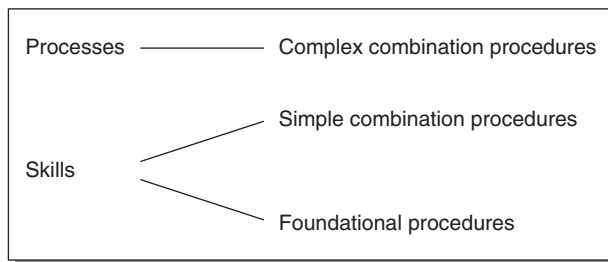 Processes Complex combination procedures
Simple combination procedures
Skills
Foundational procedures